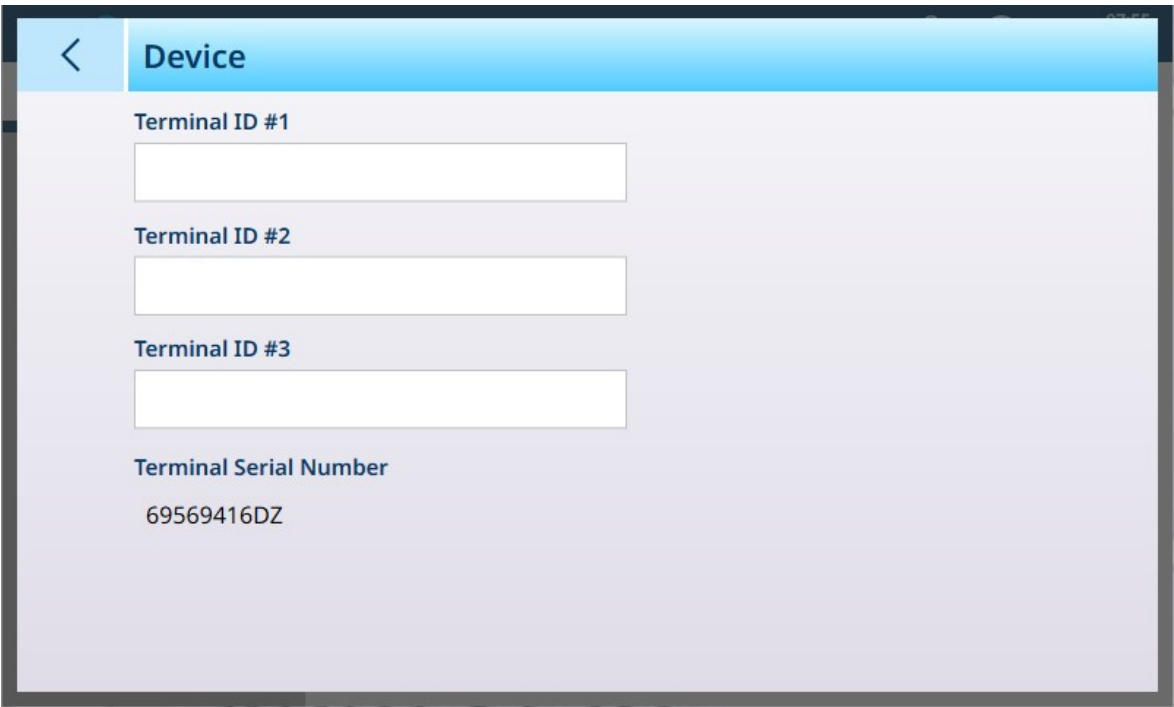 Device
Terminal ID #1
Terminal ID #2
Terminal ID #3
Terminal Serial Number
69569416DZ